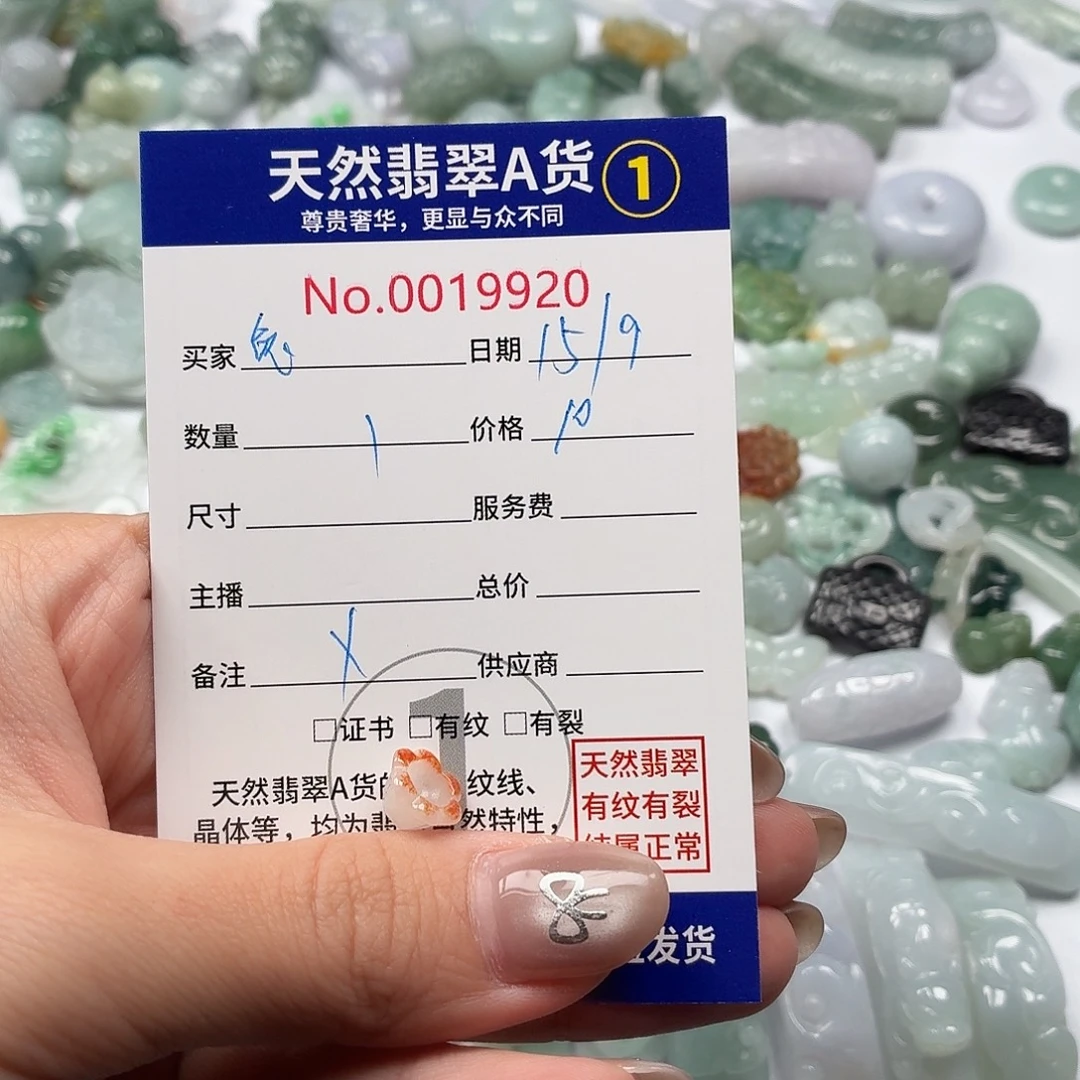 天然翡翠A货 1
尊贵奢华，更显与众不同
No.0019920
买家 兔 日期 15/9
数量 1 价格 10
尺寸 服务费
主播 总价
备注 X 供应商
1
□证书 □有纹 □有裂
天然翡翠A货的 纹线、
晶体等，均为翡 然特性，
天然翡翠
有纹有裂
结属正常
发货